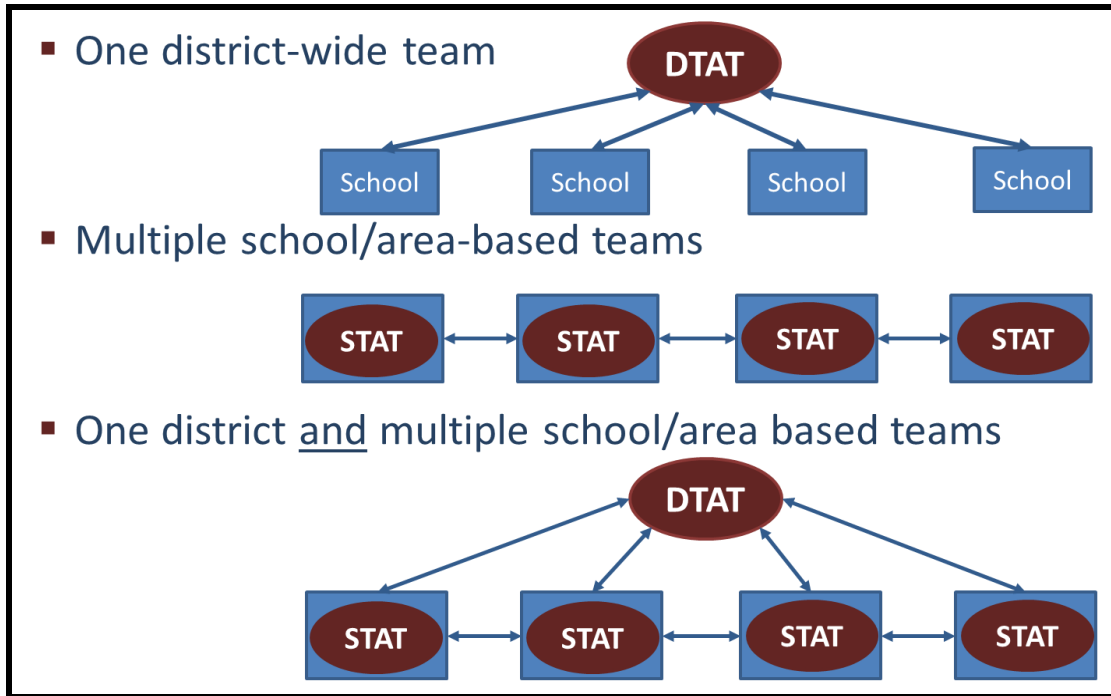 ▪ One district-wide team
DTAT
School School School School
▪ Multiple school/area-based teams
STAT STAT STAT STAT
▪ One district and multiple school/area based teams
DTAT
STAT STAT STAT STAT